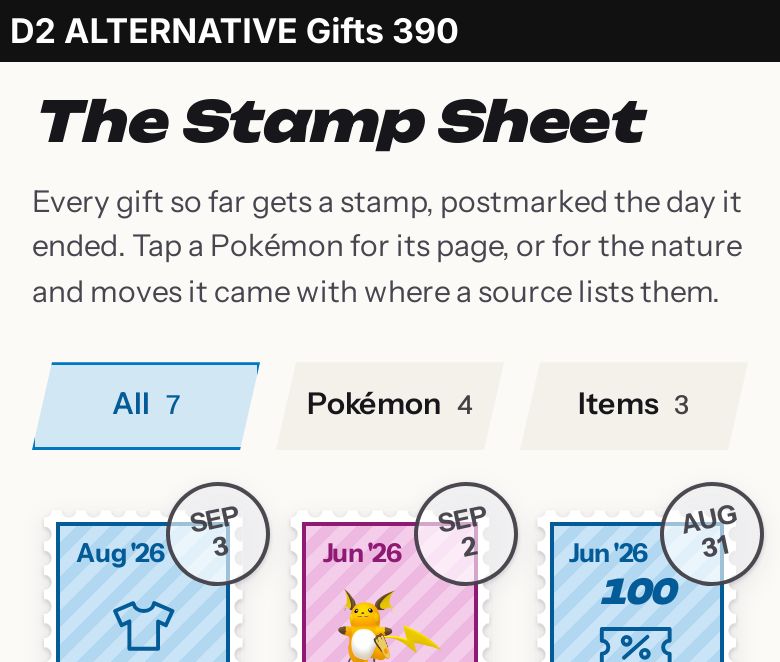 D2 ALTERNATIVE Gifts 390
The Stamp Sheet
Every gift so far gets a stamp, postmarked the day it
ended. Tap a Pokémon for its page, or for the nature
and moves it came with where a source lists them.
All 7
Pokémon 4
Items 3
SEP
3
Aug '26
SEP
2
Jun '26
AUG
31
Jun '26
100
%